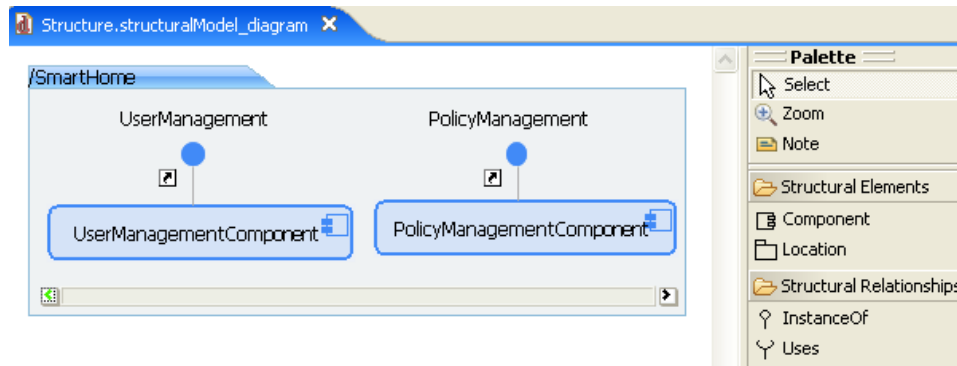 Structure.structuralModel_diagram
/SmartHome
UserManagement
PolicyManagement
UserManagementComponent
PolicyManagementComponent
Palette
Select
Zoom
Note
Structural Elements
Component
Location
Structural Relationships
InstanceOf
Uses